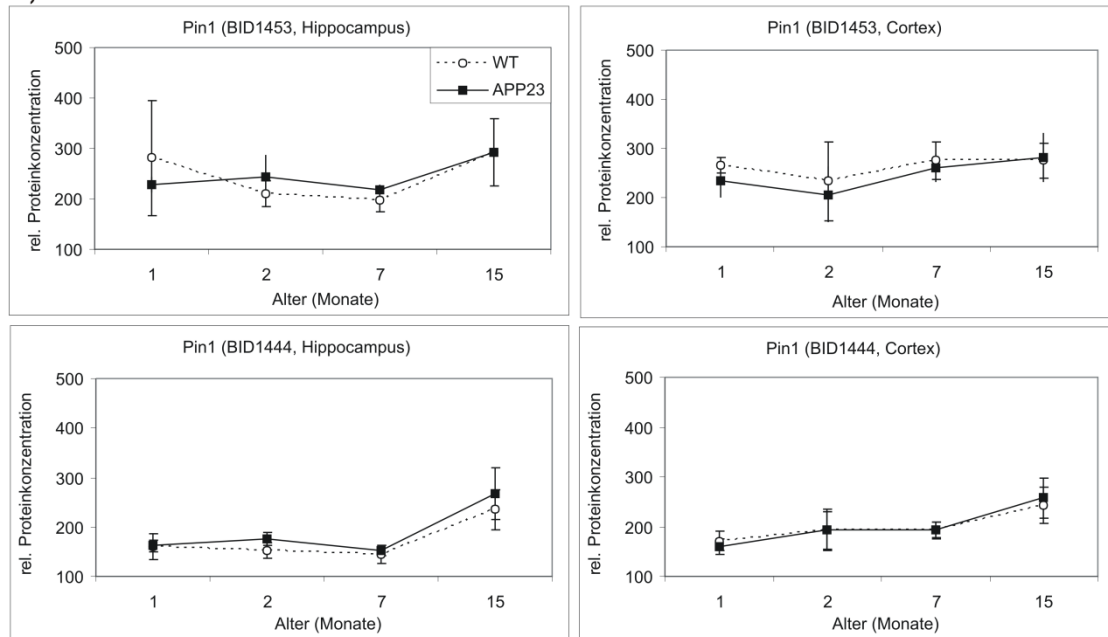 Pin1 (BID1453, Hippocampus)
500
400
300
200
100
rel. Proteinkonzentration
WT
APP23
1 2 7 15
Alter (Monate)
Pin1 (BID1453, Cortex)
500
400
300
200
100
rel. Proteinkonzentration
1 2 7 15
Alter (Monate)
Pin1 (BID1444, Hippocampus)
500
400
300
200
100
rel. Proteinkonzentration
1 2 7 15
Alter (Monate)
Pin1 (BID1444, Cortex)
500
400
300
200
100
rel. Proteinkonzentration
1 2 7 15
Alter (Monate)